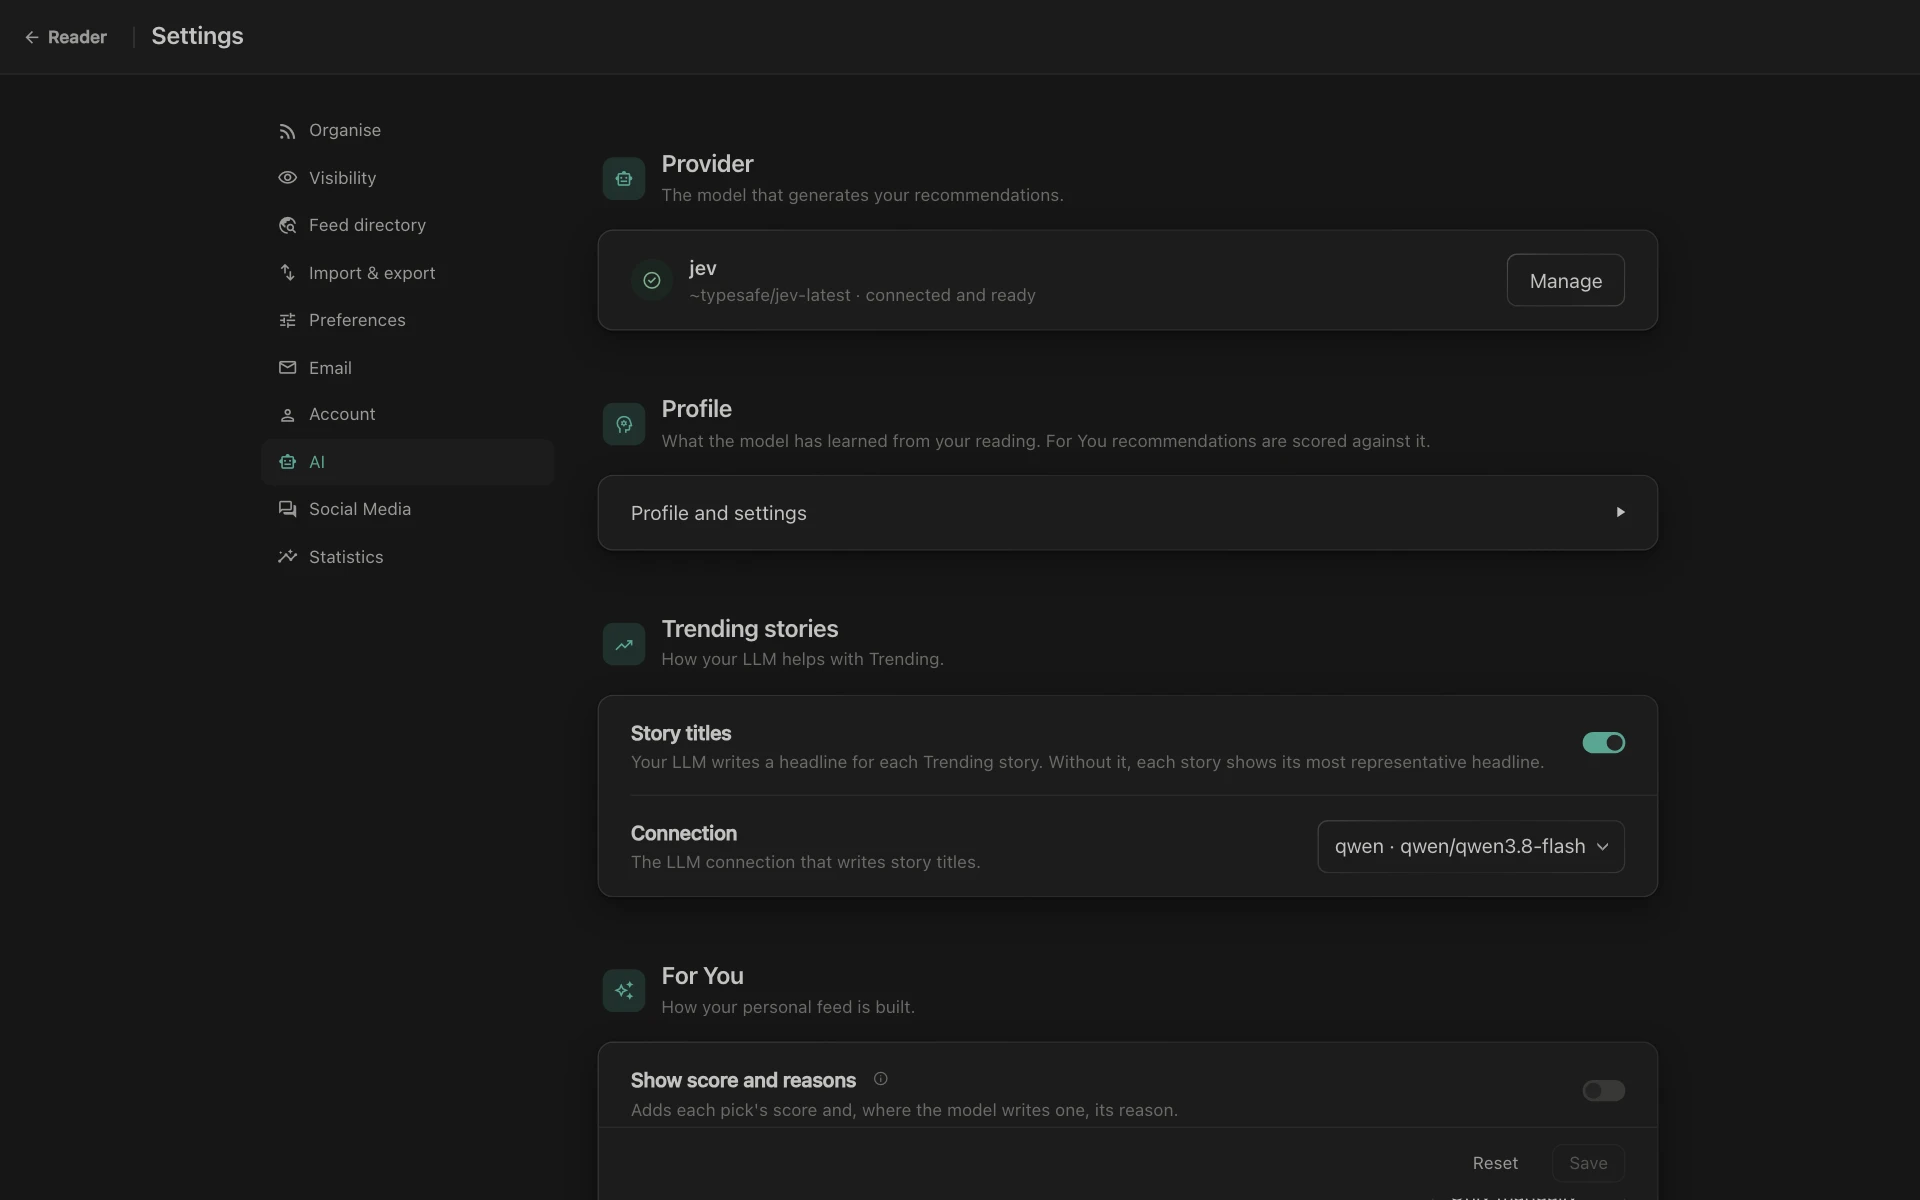 Reader
Settings
Organise
Visibility
Feed directory
Import & export
Preferences
Email
Account
AI
Social Media
Statistics
Provider
The model that generates your recommendations.
jev
~typesafe/jev-latest · connected and ready
Manage
Profile
What the model has learned from your reading. For You recommendations are scored against it.
Profile and settings
Trending stories
How your LLM helps with Trending.
Story titles
Your LLM writes a headline for each Trending story. Without it, each story shows its most representative headline.
Connection
The LLM connection that writes story titles.
qwen · qwen/qwen3.8-flash
For You
How your personal feed is built.
Show score and reasons
Adds each pick's score and, where the model writes one, its reason.
Reset
Save